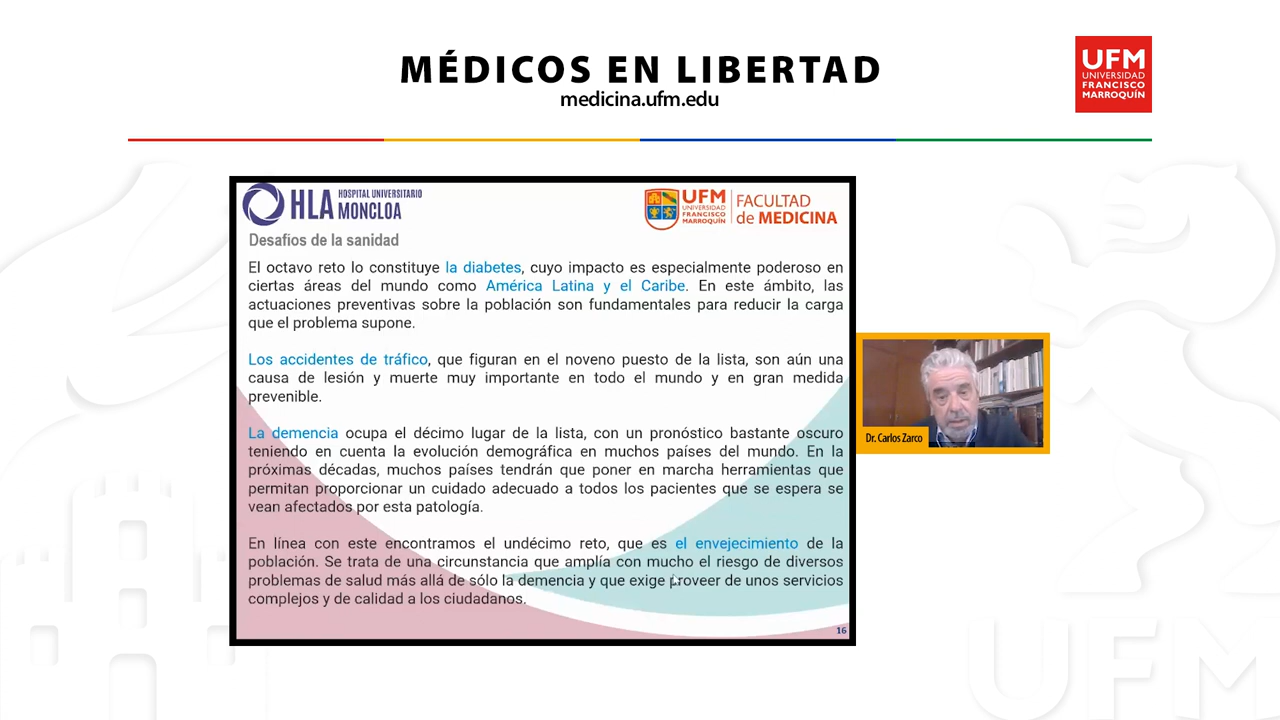 MÉDICOS EN LIBERTAD
medicina.ufm.edu
UFM
UNIVERSIDAD
FRANCISCO
MARROQUÍN
HLA
HOSPITAL UNIVERSITARIO
MONCLOA
UFM
UNIVERSIDAD
FRANCISCO
MARROQUÍN
FACULTAD
de MEDICINA
Desafios de la sanidad
El octavo reto lo constituye la diabetes, cuyo impacto es especialmente poderoso en
ciertas áreas del mundo como América Latina y el Caribe. En este ámbito, las
actuaciones preventivas sobre la población son fundamentales para reducir la carga
que el problema supone.
Los accidentes de tráfico, que figuran en el noveno puesto de la lista, son aún una
causa de lesión y muerte muy importante en todo el mundo y en gran medida
prevenible.
La demencia ocupa el décimo lugar de la lista, con un pronóstico bastante oscuro
teniendo en cuenta la evolución demográfica en muchos países del mundo. En la
próximas décadas, muchos países tendrán que poner en marcha herramientas que
permitan proporcionar un cuidado adecuado a todos los pacientes que se espera se
vean afectados por esta patología.
En línea con este encontramos el undécimo reto, que es el envejecimiento de la
población. Se trata de una circunstancia que amplía con mucho el riesgo de diversos
problemas de salud más allá de sólo la demencia y que exige proveer de unos servicios
complejos y de calidad a los ciudadanos.
16
Dr. Carlos Zarco
UFM